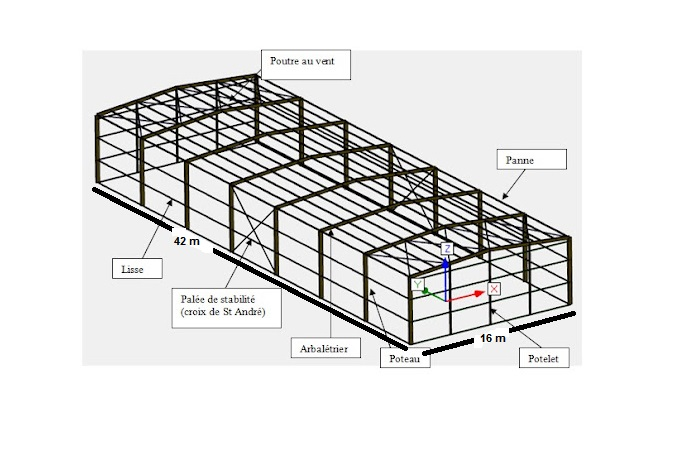 Poutre au vent
Panne
Z
Y
X
42 m
Lisse
Palée de stabilité
(croix de St André)
16 m
Arbalétrier
Poteau
Potelet